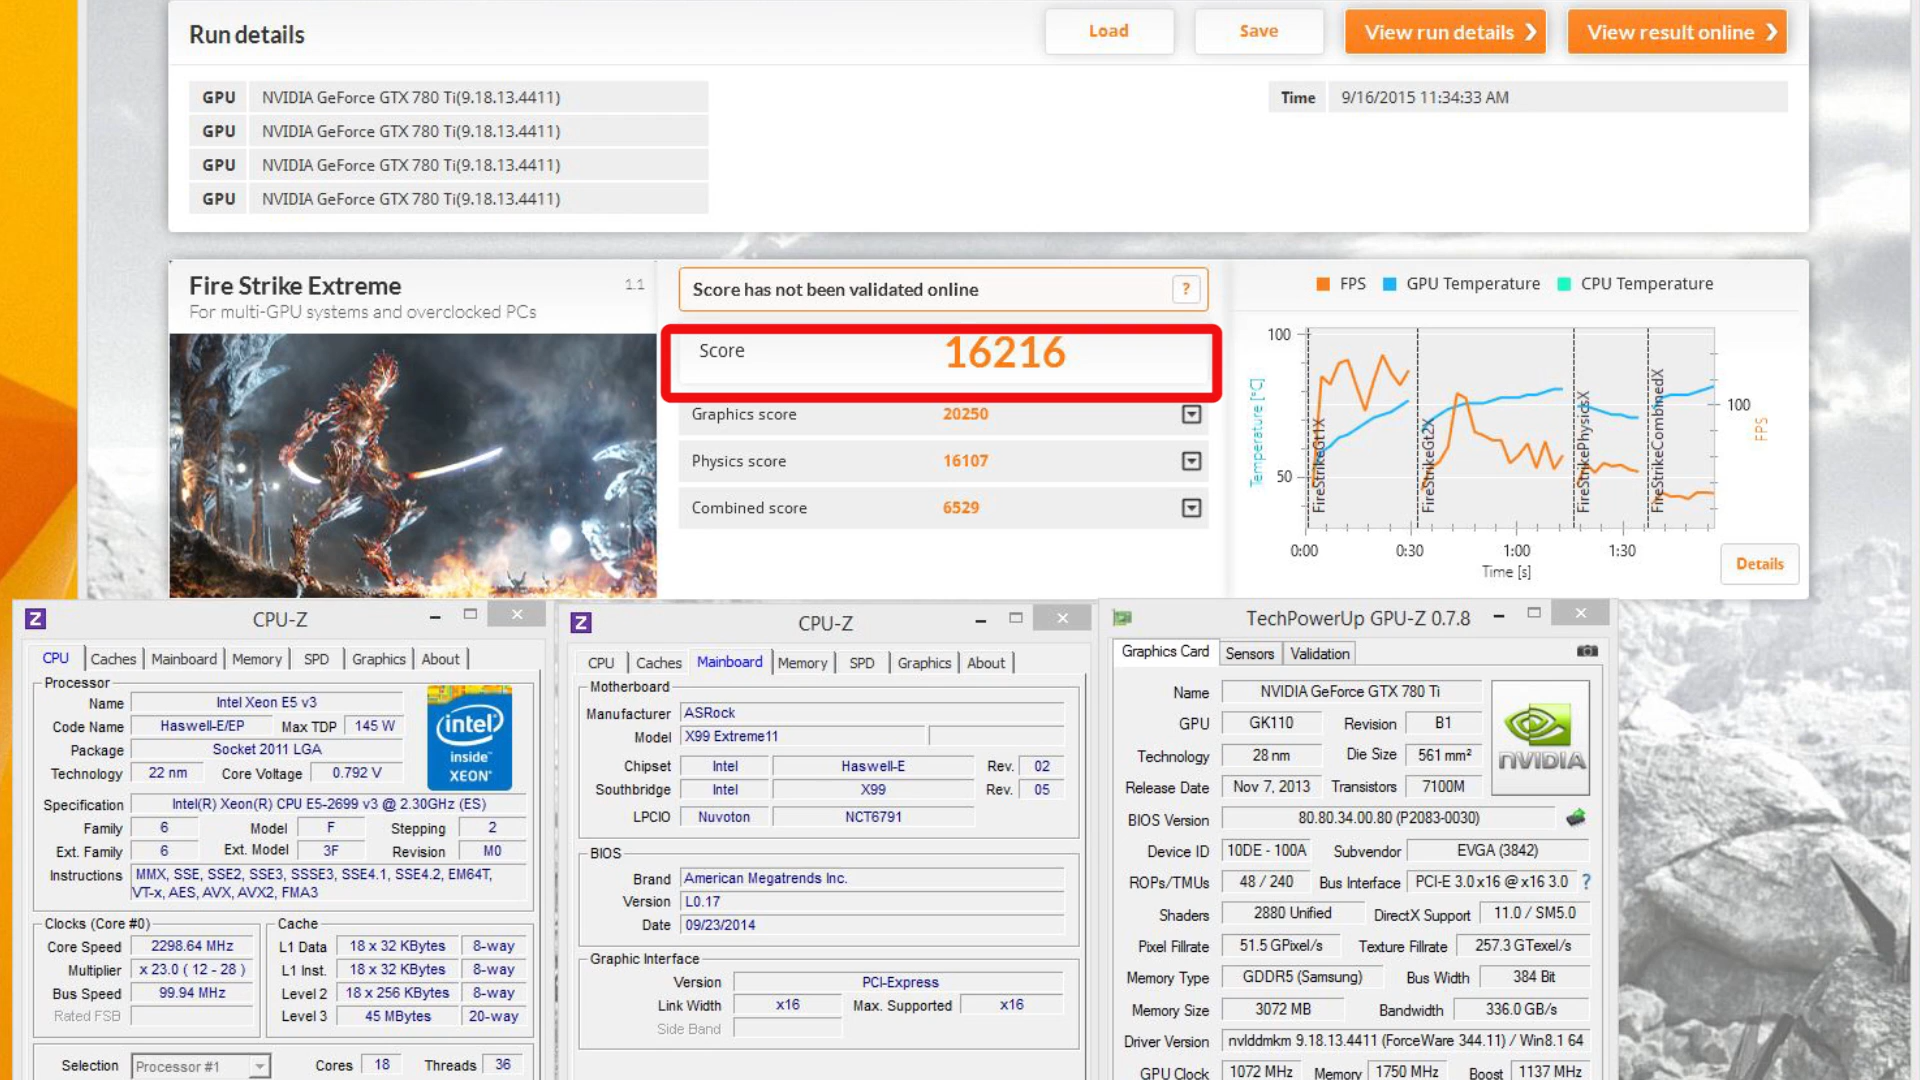 Run details
Load
Save
View run details
View result online
GPU NVIDIA GeForce GTX 780 Ti(9.18.13.4411)
Time 9/16/2015 11:34:33 AM
GPU NVIDIA GeForce GTX 780 Ti(9.18.13.4411)
GPU NVIDIA GeForce GTX 780 Ti(9.18.13.4411)
GPU NVIDIA GeForce GTX 780 Ti(9.18.13.4411)
Fire Strike Extreme 1.1
For multi-GPU systems and overclocked PCs
Score has not been validated online ?
Score 16216
Graphics score 20250
Physics score 16107
Combined score 6529
FPS GPU Temperature CPU Temperature
Temperature [°C]
100
50
FireStrikeGt1X
FireStrikeGt2X
FireStrikePhysicsX
FireStrikeCombinedX
100
FPS
0:00 0:30 1:00 1:30
Time [s]
Details
CPU-Z
CPU Caches Mainboard Memory SPD Graphics About
Processor
Name Intel Xeon E5 v3
Code Name Haswell-E/EP Max TDP 145 W
Package Socket 2011 LGA
Technology 22 nm Core Voltage 0.792 V
(intel)
inside™
XEON®
Specification Intel(R) Xeon(R) CPU E5-2699 v3 @ 2.30GHz (ES)
Family 6 Model F Stepping 2
Ext. Family 6 Ext. Model 3F Revision M0
Instructions MMX, SSE, SSE2, SSE3, SSSE3, SSE4.1, SSE4.2, EM64T,
VT-x, AES, AVX, AVX2, FMA3
Clocks (Core #0)
Core Speed 2298.64 MHz
Multiplier x 23.0 ( 12 - 28 )
Bus Speed 99.94 MHz
Rated FSB
Cache
L1 Data 18 x 32 KBytes 8-way
L1 Inst. 18 x 32 KBytes 8-way
Level 2 18 x 256 KBytes 8-way
Level 3 45 MBytes 20-way
Selection Processor #1 Cores 18 Threads 36
CPU-Z
CPU Caches Mainboard Memory SPD Graphics About
Motherboard
Manufacturer ASRock
Model X99 Extreme11
Chipset Intel Haswell-E Rev. 02
Southbridge Intel X99 Rev. 05
LPCIO Nuvoton NCT6791
BIOS
Brand American Megatrends Inc.
Version L0.17
Date 09/23/2014
Graphic Interface
Version PCI-Express
Link Width x16 Max. Supported x16
Side Band
TechPowerUp GPU-Z 0.7.8
Graphics Card Sensors Validation
Name NVIDIA GeForce GTX 780 Ti
GPU GK110 Revision B1
Technology 28 nm Die Size 561 mm²
Release Date Nov 7, 2013 Transistors 7100M
NVIDIA
BIOS Version 80.80.34.00.80 (P2083-0030)
Device ID 10DE - 100A Subvendor EVGA (3842)
ROPs/TMUs 48 / 240 Bus Interface PCI-E 3.0 x16 @ x16 3.0 ?
Shaders 2880 Unified DirectX Support 11.0 / SM5.0
Pixel Fillrate 51.5 GPixel/s Texture Fillrate 257.3 GTexel/s
Memory Type GDDR5 (Samsung) Bus Width 384 Bit
Memory Size 3072 MB Bandwidth 336.0 GB/s
Driver Version nvlddmkm 9.18.13.4411 (ForceWare 344.11) / Win8.1 64
GPU Clock 1072 MHz Memory 1750 MHz Boost 1137 MHz